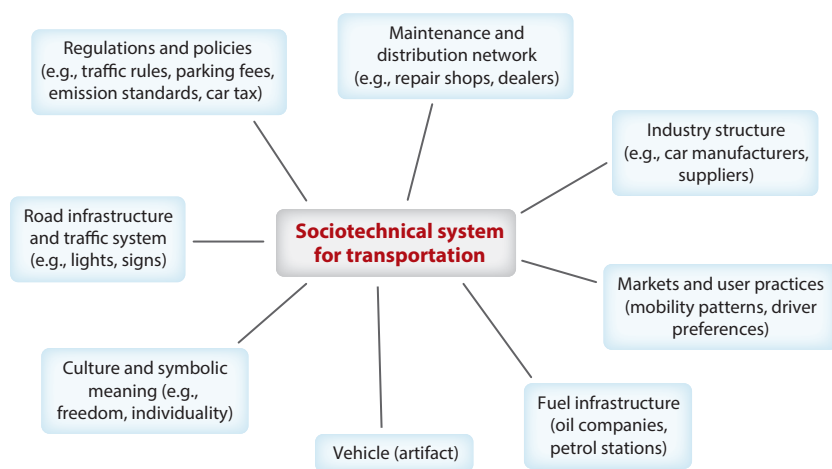 Regulations and policies
(e.g., traffic rules, parking fees,
emission standards, car tax)
Maintenance and
distribution network
(e.g., repair shops, dealers)
Industry structure
(e.g., car manufacturers,
suppliers)
Road infrastructure
and traffic system
(e.g., lights, signs)
Sociotechnical system
for transportation
Markets and user practices
(mobility patterns, driver
preferences)
Culture and symbolic
meaning (e.g.,
freedom, individuality)
Vehicle (artifact)
Fuel infrastructure
(oil companies,
petrol stations)